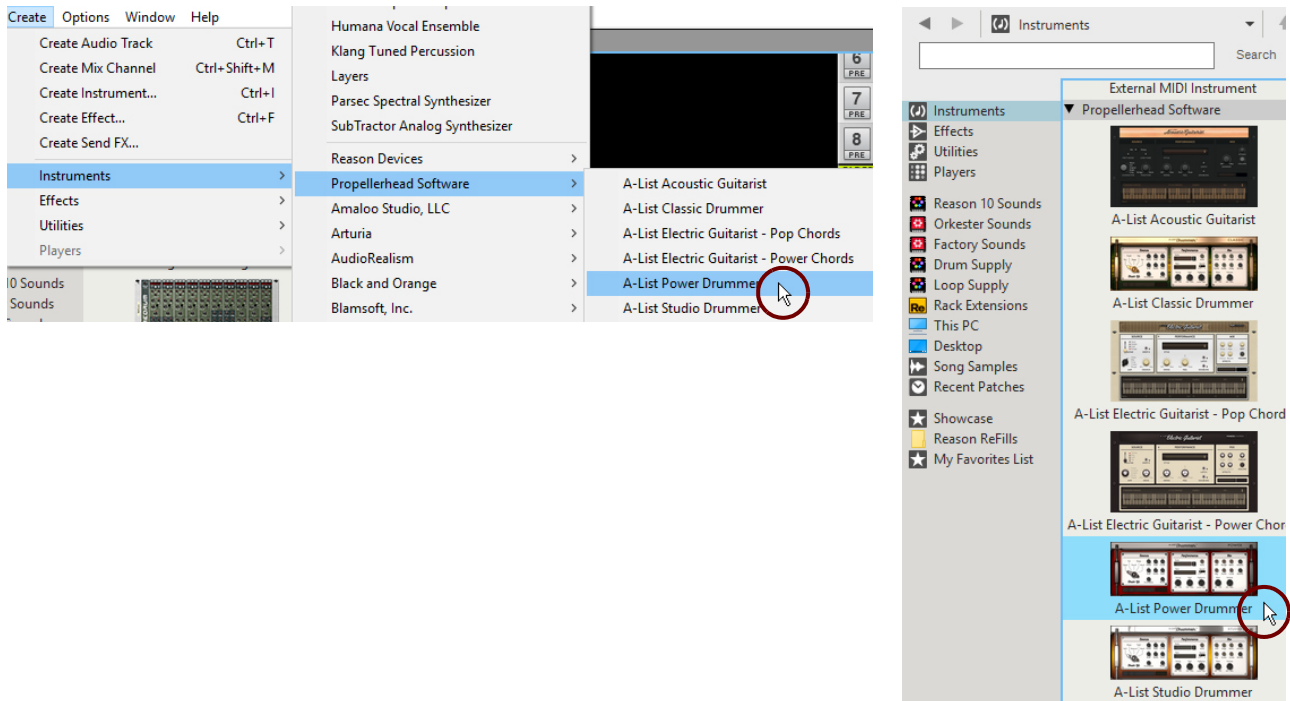 Create Options Window Help
Create Audio Track Ctrl+T
Create Mix Channel Ctrl+Shift+M
Create Instrument... Ctrl+I
Create Effect... Ctrl+F
Create Send FX...
Instruments
Effects
Utilities
Players
10 Sounds
Sounds
Humana Vocal Ensemble
Klang Tuned Percussion
Layers
Parsec Spectral Synthesizer
SubTractor Analog Synthesizer
Reason Devices
Propellerhead Software
Amaloo Studio, LLC
Arturia
AudioRealism
Black and Orange
Blamsoft, Inc.
6
PRE
7
PRE
8
PRE
A-List Acoustic Guitarist
A-List Classic Drummer
A-List Electric Guitarist - Pop Chords
A-List Electric Guitarist - Power Chords
A-List Power Drummer
A-List Studio Drummer
Instruments
Search
Instruments
Effects
Utilities
Players
Reason 10 Sounds
Orkester Sounds
Factory Sounds
Drum Supply
Loop Supply
Re Rack Extensions
This PC
Desktop
Song Samples
Recent Patches
Showcase
Reason ReFills
My Favorites List
External MIDI Instrument
Propellerhead Software
A-List Acoustic Guitarist
A-List Classic Drummer
A-List Electric Guitarist - Pop Chord
A-List Electric Guitarist - Power Chor
A-List Power Drummer
A-List Studio Drummer